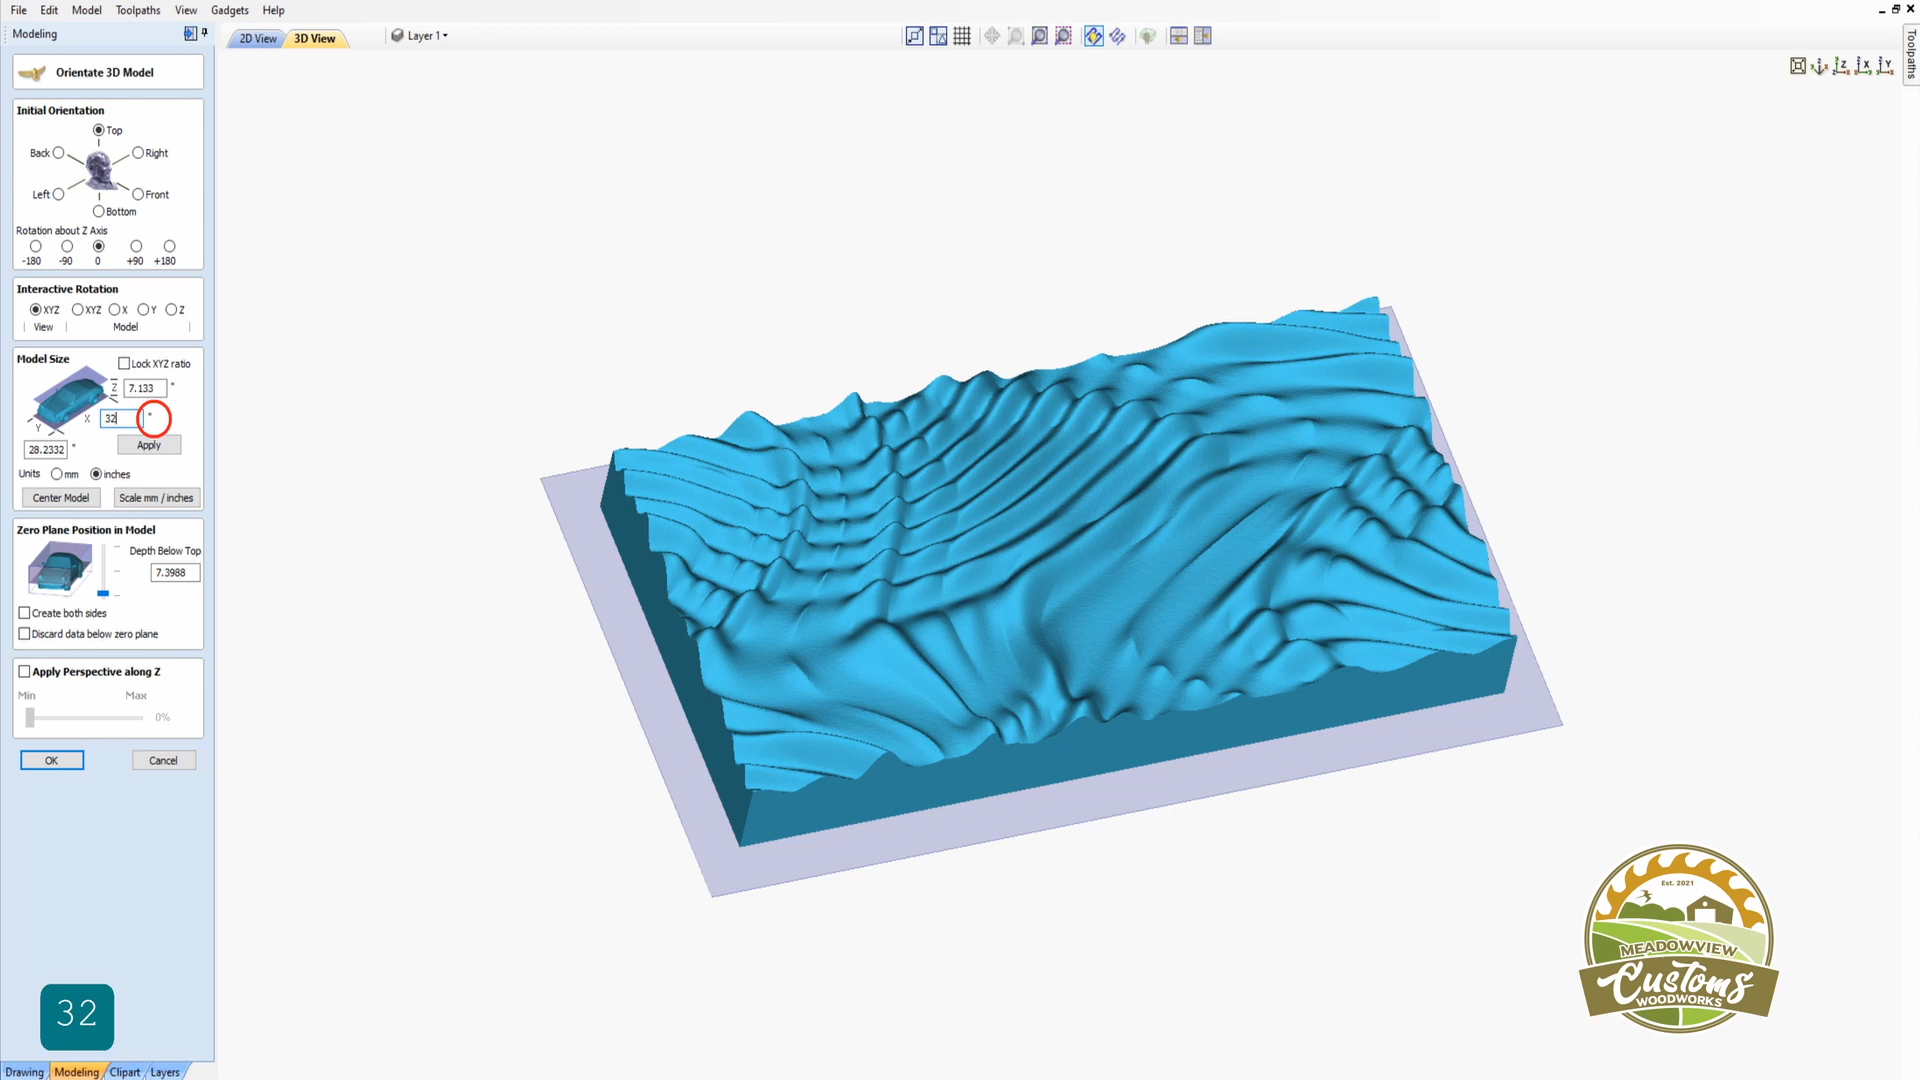 File Edit Model Toolpaths View Gadgets Help
Modeling
2D View 3D View Layer 1
Toolpaths
Orientate 3D Model
Initial Orientation
Top
Back Right
Left Front
Bottom
Rotation about Z Axis
-180 -90 0 +90 +180
Interactive Rotation
XYZ XYZ X Y Z
View Model
Model Size
Lock XYZ ratio
Z 7.133 "
X 32 "
Y
28.2332 " Apply
Units mm inches
Center Model Scale mm / inches
Zero Plane Position in Model
Depth Below Top
7.3988
Create both sides
Discard data below zero plane
Apply Perspective along Z
Min Max
0%
OK Cancel
Est. 2021
MEADOWVIEW
Customs
WOODWORKS
32
Drawing Modeling Clipart Layers